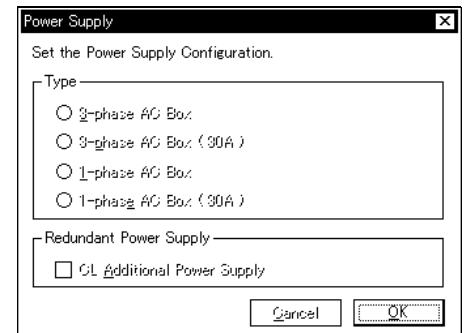 Power Supply
Set the Power Supply Configuration.
Type
3-phase AC Box
3-phase AC Box (30A)
1-phase AC Box
1-phase AC Box (30A)
Redundant Power Supply
CL Additional Power Supply
Cancel
OK